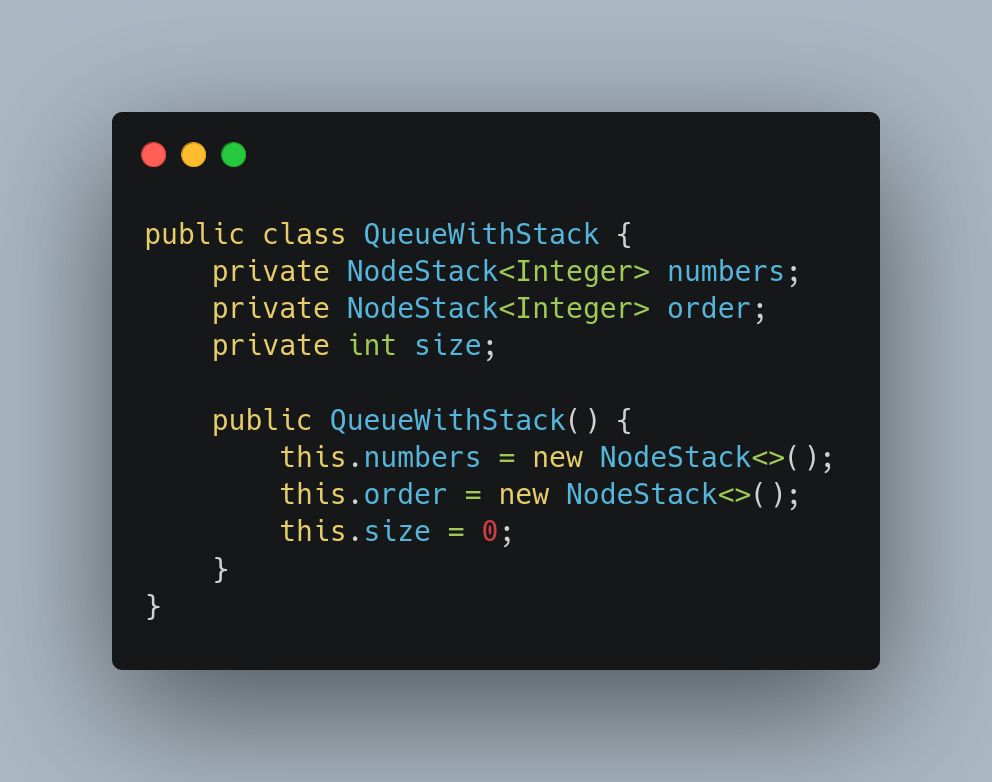 public class QueueWithStack {
    private NodeStack<Integer> numbers;
    private NodeStack<Integer> order;
    private int size;

    public QueueWithStack() {
        this.numbers = new NodeStack<>();
        this.order = new NodeStack<>();
        this.size = 0;
    }
}